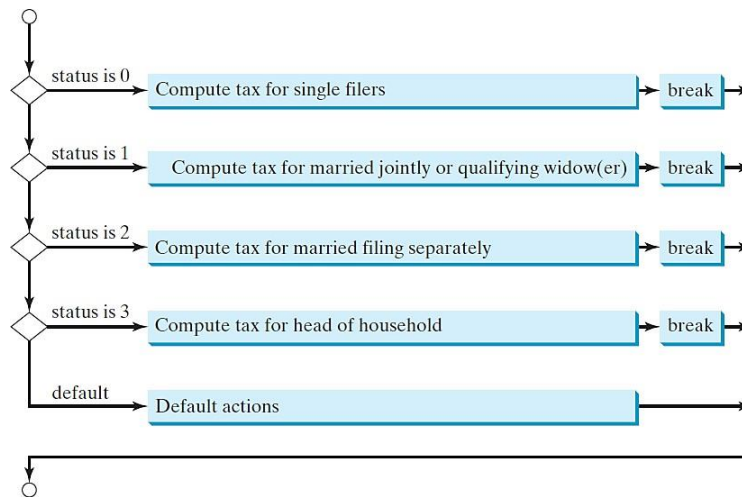 status is 0
Compute tax for single filers
break
status is 1
Compute tax for married jointly or qualifying widow(er)
break
status is 2
Compute tax for married filing separately
break
status is 3
Compute tax for head of household
break
default
Default actions